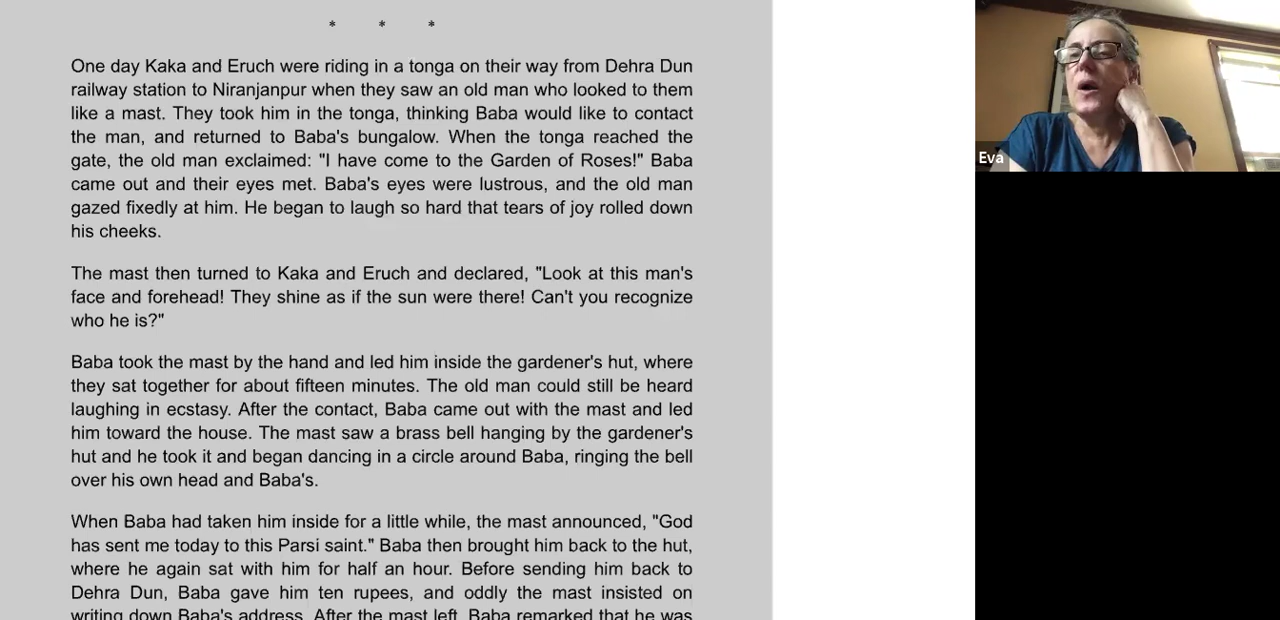 * * *
One day Kaka and Eruch were riding in a tonga on their way from Dehra Dun
railway station to Niranjanpur when they saw an old man who looked to them
like a mast. They took him in the tonga, thinking Baba would like to contact
the man, and returned to Baba's bungalow. When the tonga reached the
gate, the old man exclaimed: "I have come to the Garden of Roses!" Baba
came out and their eyes met. Baba's eyes were lustrous, and the old man
gazed fixedly at him. He began to laugh so hard that tears of joy rolled down
his cheeks.
The mast then turned to Kaka and Eruch and declared, "Look at this man's
face and forehead! They shine as if the sun were there! Can't you recognize
who he is?"
Baba took the mast by the hand and led him inside the gardener's hut, where
they sat together for about fifteen minutes. The old man could still be heard
laughing in ecstasy. After the contact, Baba came out with the mast and led
him toward the house. The mast saw a brass bell hanging by the gardener's
hut and he took it and began dancing in a circle around Baba, ringing the bell
over his own head and Baba's.
When Baba had taken him inside for a little while, the mast announced, "God
has sent me today to this Parsi saint." Baba then brought him back to the hut,
where he again sat with him for half an hour. Before sending him back to
Dehra Dun, Baba gave him ten rupees, and oddly the mast insisted on
writing down Baba's address. After the mast left, Baba remarked that he was
Eva